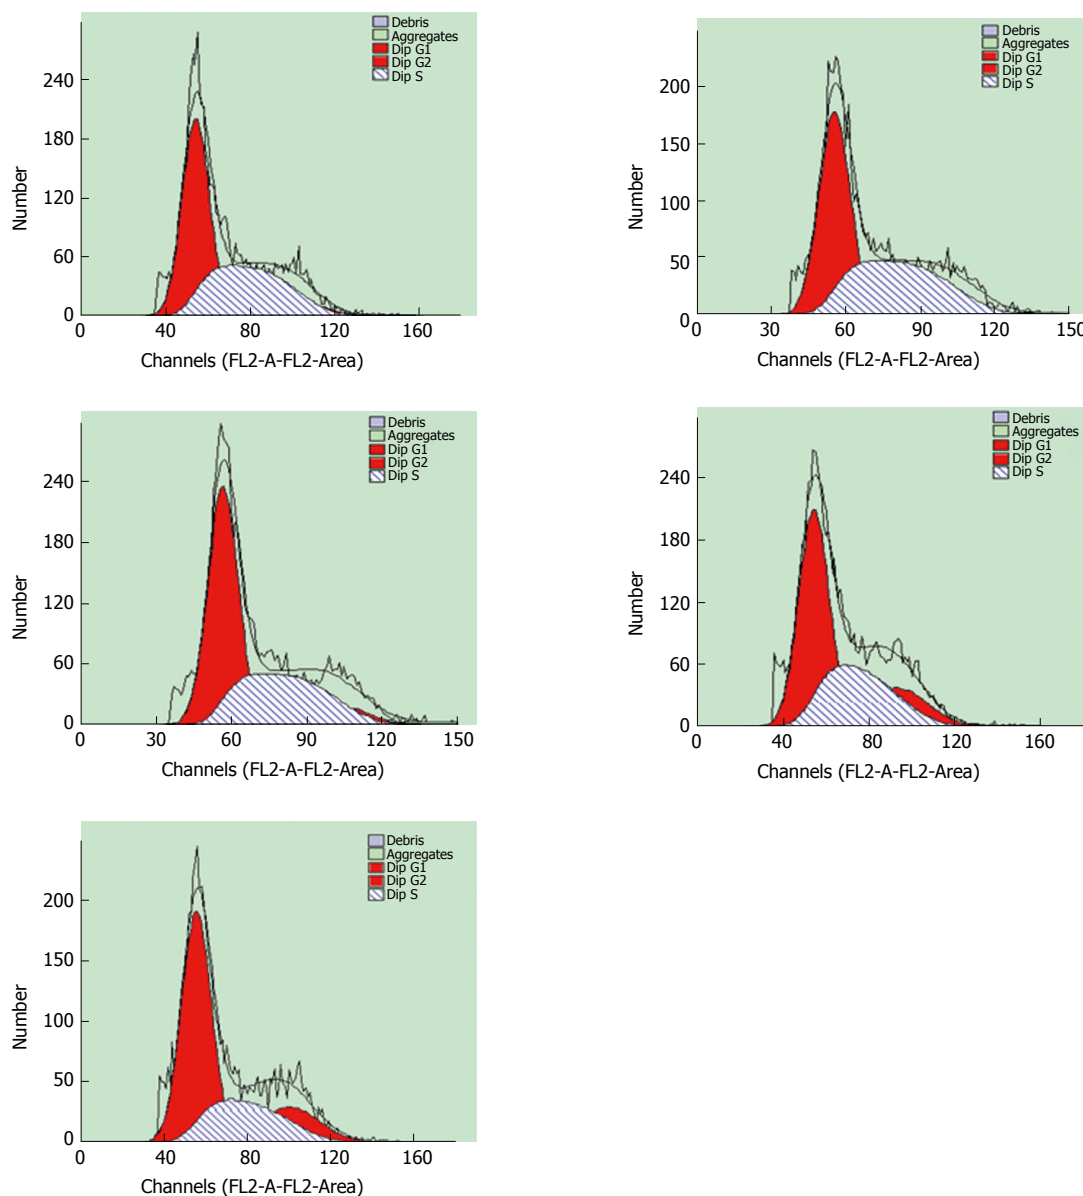 Debris
Aggregates
Dip G1
Dip G2
Dip S
240
180
120
60
0
Number
0 40 80 120 160
Channels (FL2-A-FL2-Area)
Debris
Aggregates
Dip G1
Dip G2
Dip S
200
150
100
50
0
Number
0 30 60 90 120 150
Channels (FL2-A-FL2-Area)
Debris
Aggregates
Dip G1
Dip G2
Dip S
240
180
120
60
0
Number
0 30 60 90 120 150
Channels (FL2-A-FL2-Area)
Debris
Aggregates
Dip G1
Dip G2
Dip S
240
180
120
60
0
Number
0 40 80 120 160
Channels (FL2-A-FL2-Area)
Debris
Aggregates
Dip G1
Dip G2
Dip S
200
150
100
50
0
Number
0 40 80 120 160
Channels (FL2-A-FL2-Area)